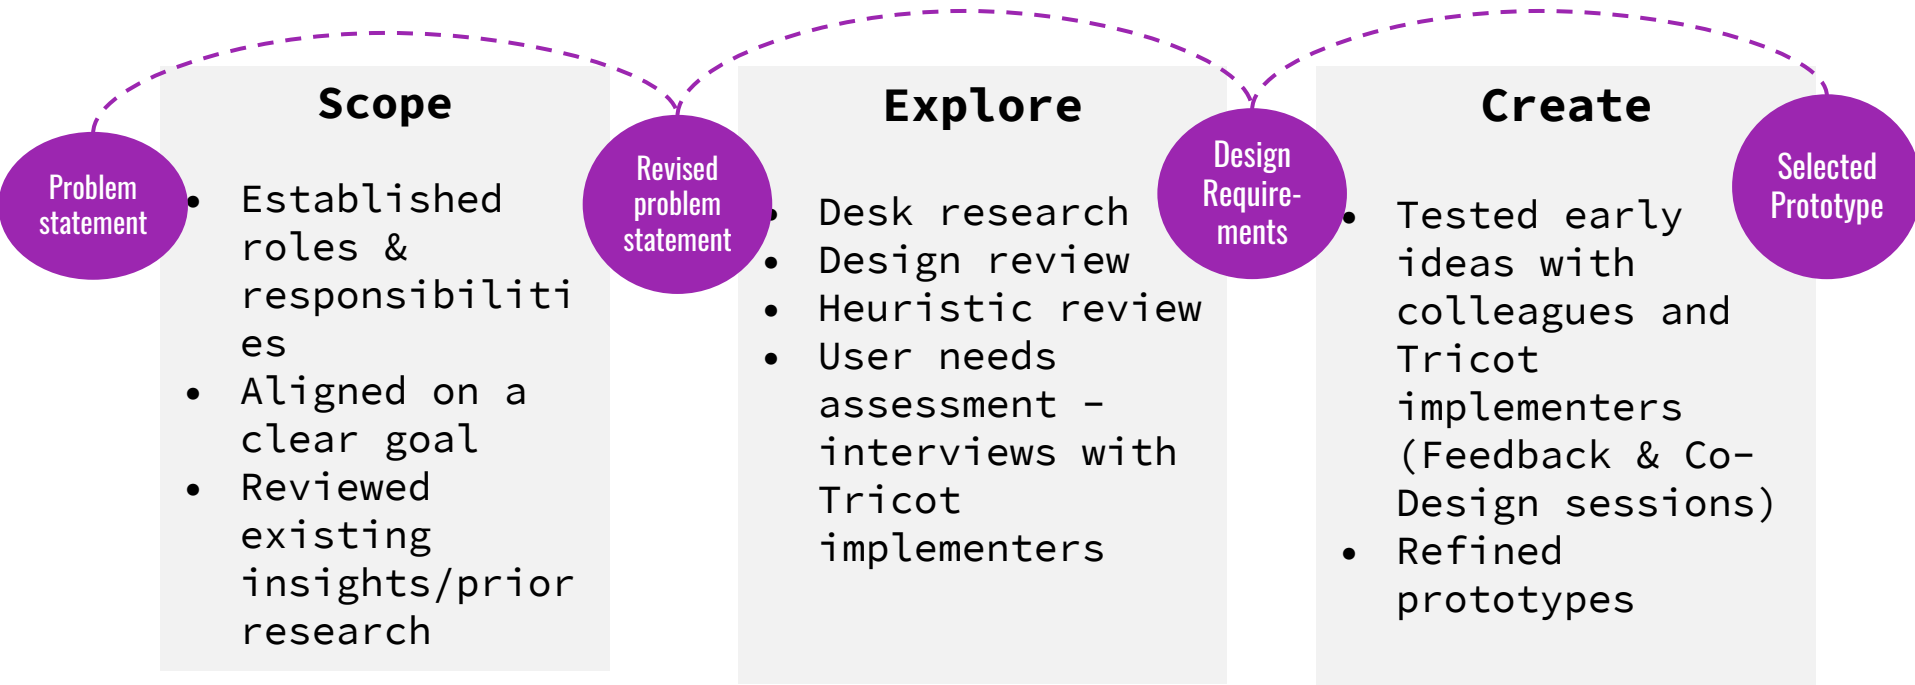 Problem
statement
Scope
• Established
roles &
responsibiliti
es
• Aligned on a
clear goal
• Reviewed
existing
insights/prior
research
Revised
problem
statement
Explore
• Desk research
• Design review
• Heuristic review
• User needs
assessment –
interviews with
Tricot
implementers
Design
Require-
ments
Create
• Tested early
ideas with
colleagues and
Tricot
implementers
(Feedback & Co-
Design sessions)
• Refined
prototypes
Selected
Prototype